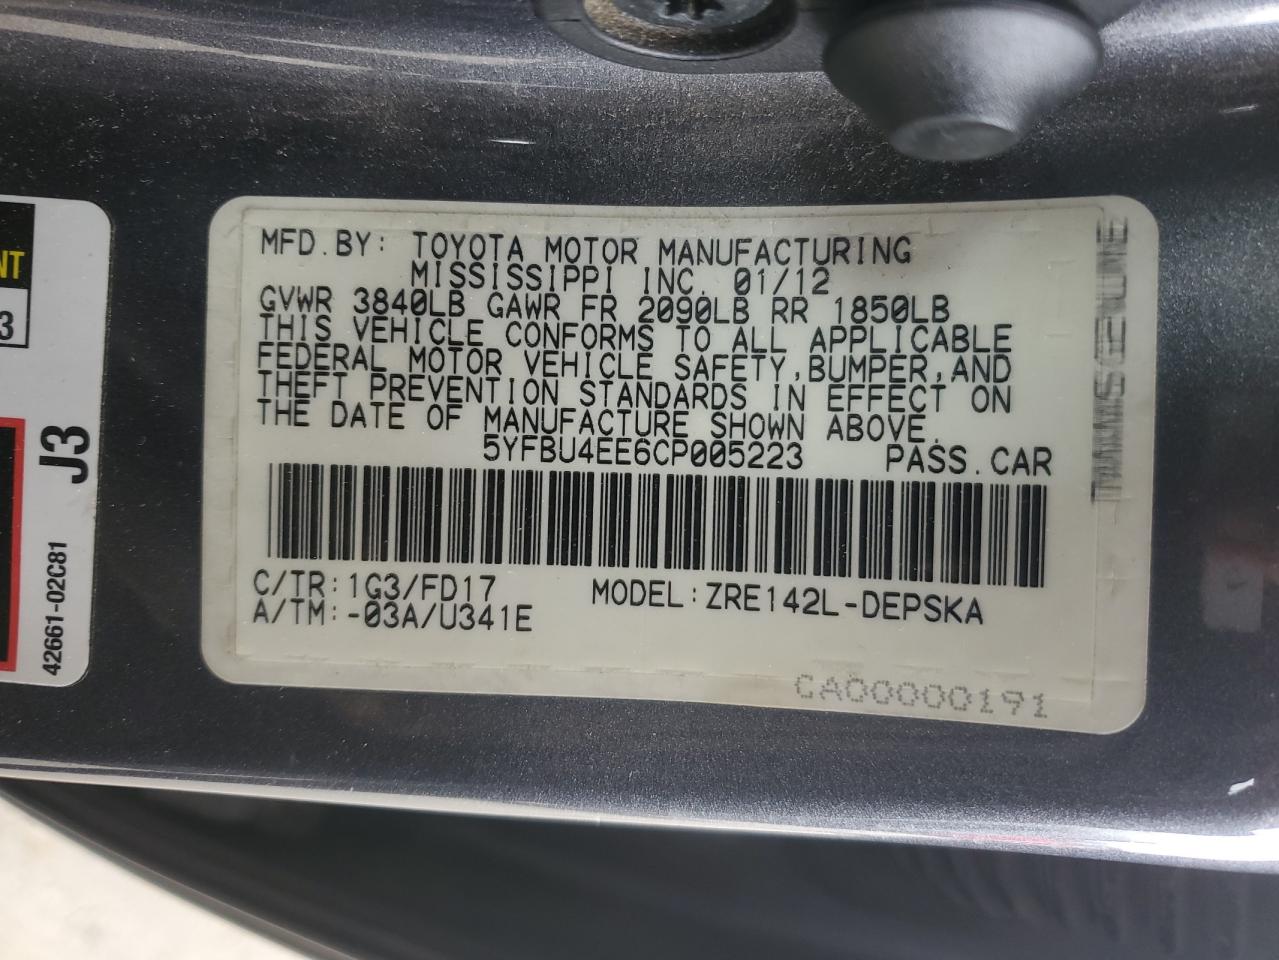 MFD. BY: TOYOTA MOTOR MANUFACTURING
MISSISSIPPI INC. 01/12
GVWR 3840LB GAWR FR 2090LB RR 1850LB
THIS VEHICLE CONFORMS TO ALL APPLICABLE
FEDERAL MOTOR VEHICLE SAFETY, BUMPER, AND
THEFT PREVENTION STANDARDS IN EFFECT ON
THE DATE OF MANUFACTURE SHOWN ABOVE.
5YFBU4EE6CP005223 PASS. CAR
C/TR: 1G3/FD17 MODEL: ZRE142L-DEPSKA
A/TM: -03A/U341E
CA00000191
NT
3
J3
42661-02C81